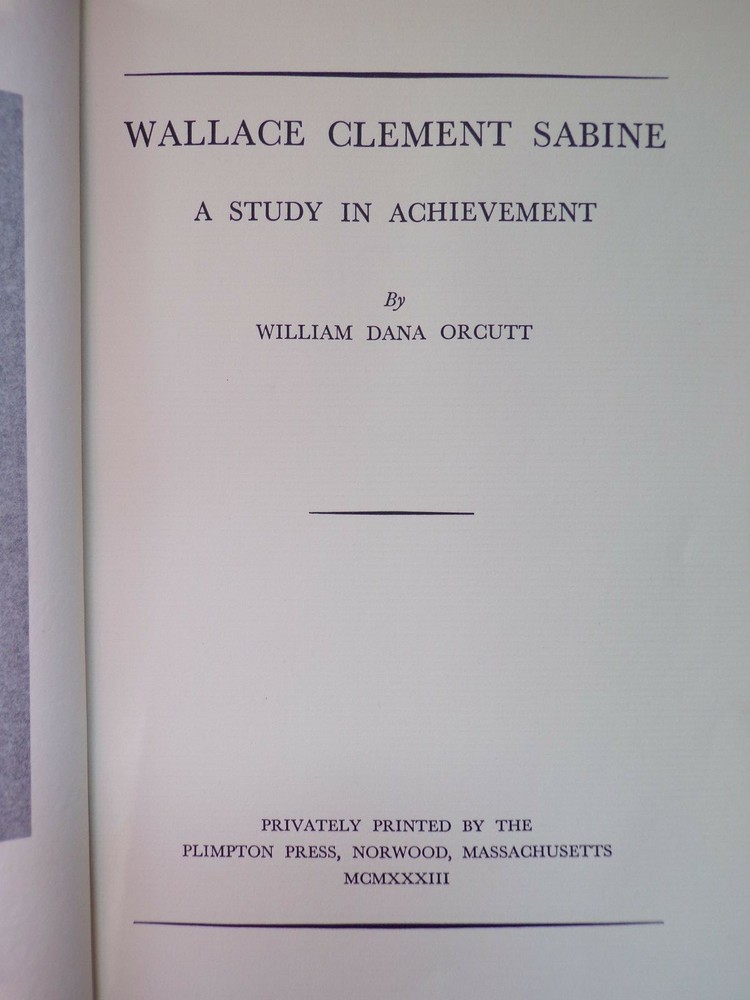 WALLACE CLEMENT SABINE
A STUDY IN ACHIEVEMENT
By
WILLIAM DANA ORCUTT
PRIVATELY PRINTED BY THE
PLIMPTON PRESS, NORWOOD, MASSACHUSETTS
MCMXXXIII